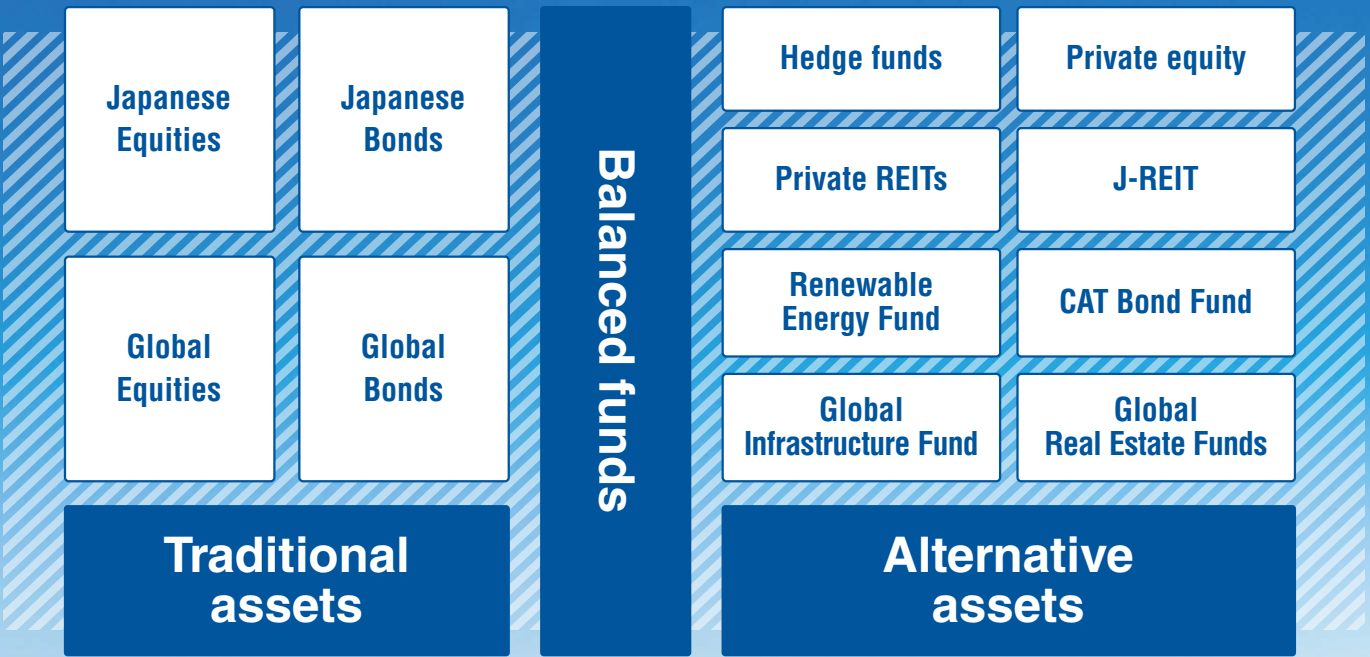 Japanese
Equities
Japanese
Bonds
Global
Equities
Global
Bonds
Traditional
assets
Balanced funds
Hedge funds
Private equity
Private REITs
J-REIT
Renewable
Energy Fund
CAT Bond Fund
Global
Infrastructure Fund
Global
Real Estate Funds
Alternative
assets